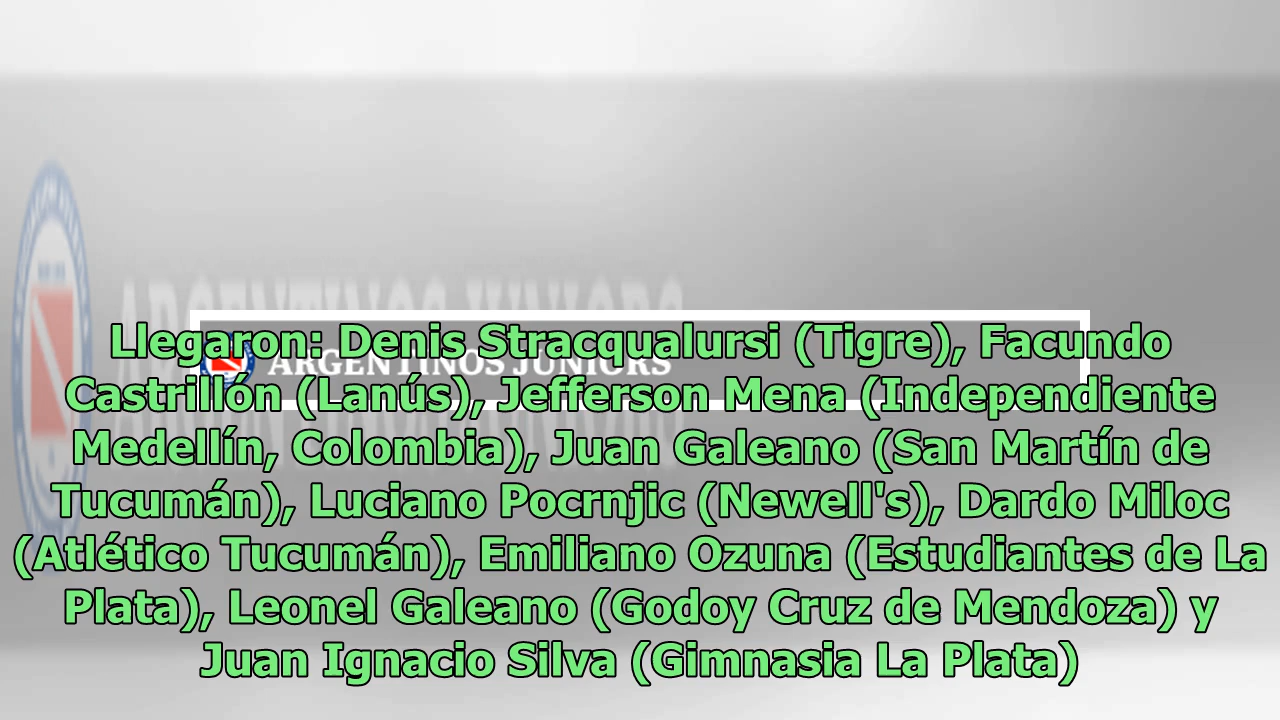 Llegaron: Denis Stracqualursi (Tigre), Facundo
ARGENTINOS JUNIORS
Castrillón (Lanús), Jefferson Mena (Independiente
Medellín, Colombia), Juan Galeano (San Martín de
Tucumán), Luciano Pocrnjic (Newell's), Dardo Miloc
(Atlético Tucumán), Emiliano Ozuna (Estudiantes de La
Plata), Leonel Galeano (Godoy Cruz de Mendoza) y
Juan Ignacio Silva (Gimnasia La Plata)